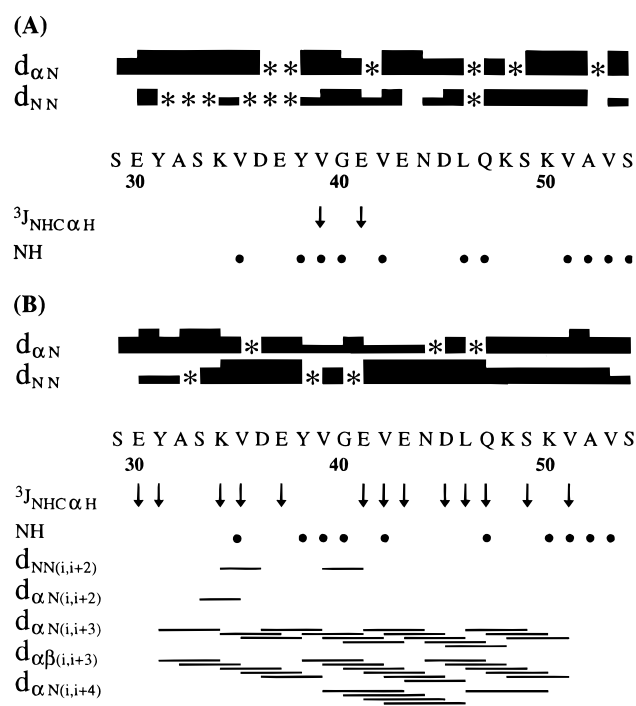 (A)
dαN * * * * * *
dNN * * * * * * *
S E Y A S K V D E Y V G E V E N D L Q K S K V A V S
30 40 50
³JNHCαH ↓ ↓
NH • • • • • • • • • • •
(B)
dαN * * *
dNN * * *
S E Y A S K V D E Y V G E V E N D L Q K S K V A V S
30 40 50
³JNHCαH ↓ ↓ ↓ ↓ ↓ ↓ ↓ ↓ ↓ ↓ ↓ ↓ ↓
NH • • • • • • • • • •
dNN(i,i+2)
dαN(i,i+2)
dαN(i,i+3)
dαβ(i,i+3)
dαN(i,i+4)